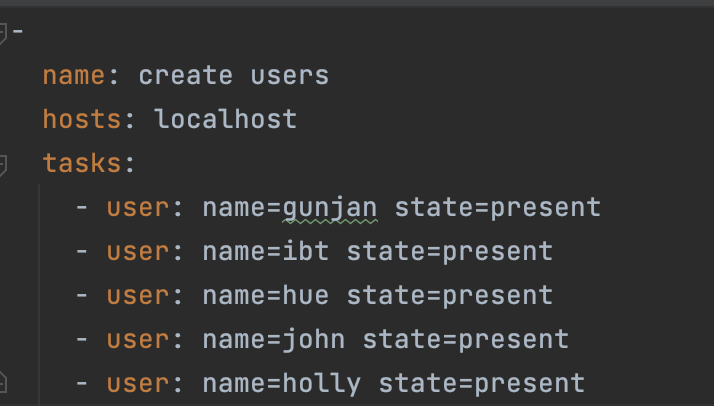 -
name: create users
hosts: localhost
tasks:
- user: name=gunjan state=present
- user: name=ibt state=present
- user: name=hue state=present
- user: name=john state=present
- user: name=holly state=present